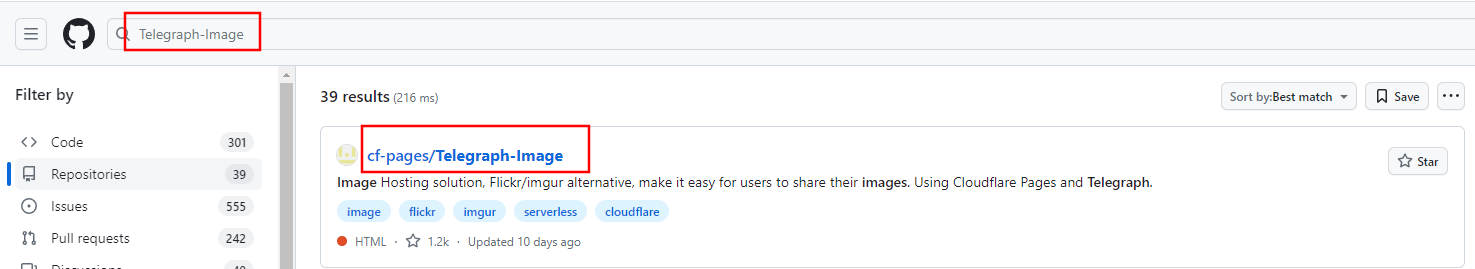 Telegraph-Image
Filter by
39 results (216 ms)
Sort by:Best match
Save
Code 301
Repositories 39
Issues 555
Pull requests 242
cf-pages/Telegraph-Image
Star
Image Hosting solution, Flickr/imgur alternative, make it easy for users to share their images. Using Cloudflare Pages and Telegraph.
image flickr imgur serverless cloudflare
HTML · 1.2k · Updated 10 days ago